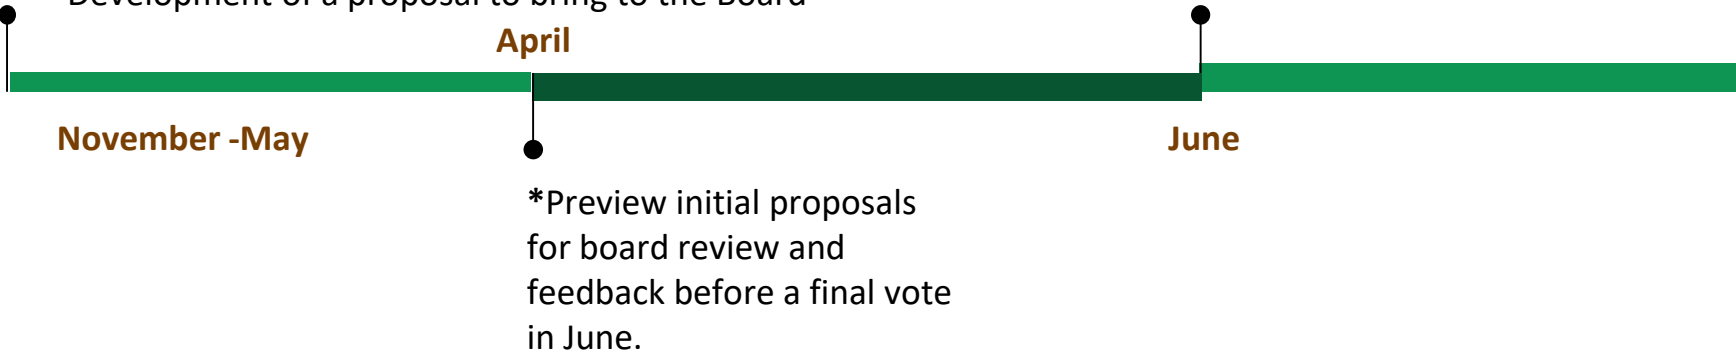 Development of a proposal to bring to the Board
April
November -May
June
*Preview initial proposals
for board review and
feedback before a final vote
in June.